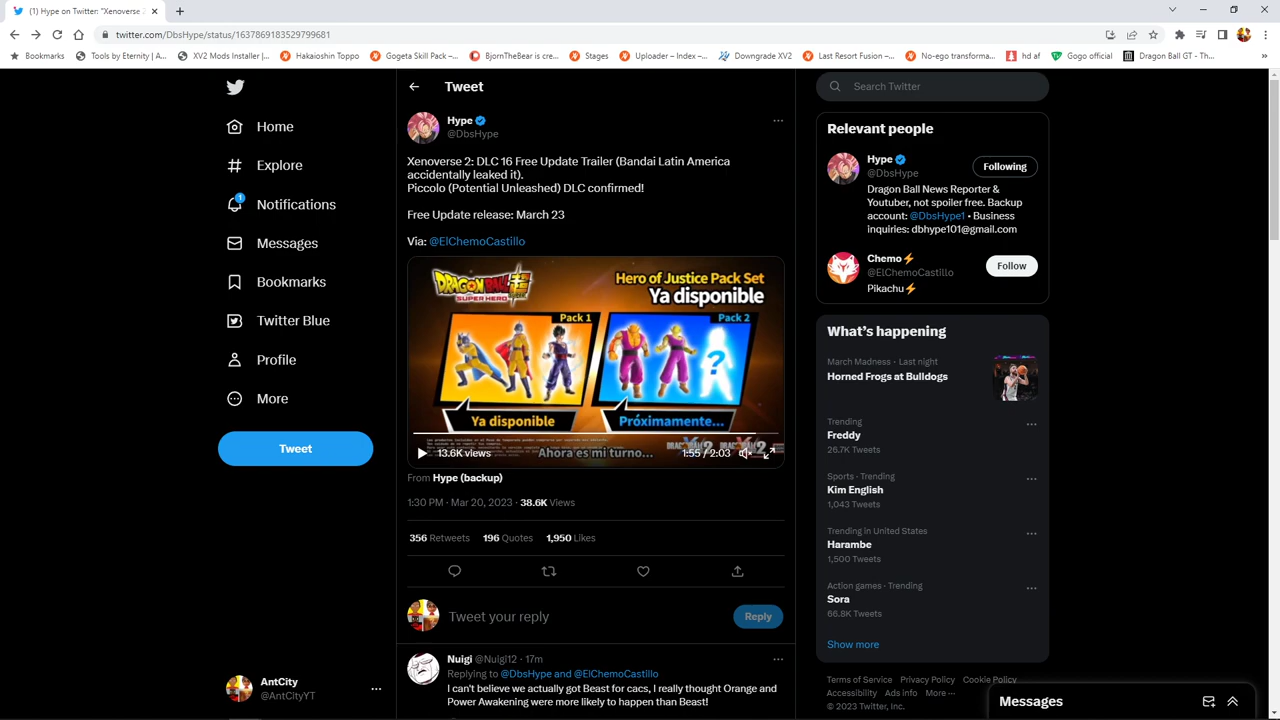 (1) Hype on Twitter: "Xenoverse
twitter.com/DbsHype/status/1637869183529799681
Bookmarks
Tools by Eternity | A...
XV2 Mods Installer |...
Hakaioshin Toppo
Gogeta Skill Pack –...
BjornTheBear is cre...
Stages
Uploader – Index –...
Downgrade XV2
Last Resort Fusion –...
No-ego transforma...
hd af
Gogo official
Dragon Ball GT - Th...
Home
Explore
1
Notifications
Messages
Bookmarks
Twitter Blue
Profile
More
Tweet
AntCity
@AntCityYT
Tweet
Hype
@DbsHype
Xenoverse 2: DLC 16 Free Update Trailer (Bandai Latin America
accidentally leaked it).
Piccolo (Potential Unleashed) DLC confirmed!
Free Update release: March 23
Via: @ElChemoCastillo
DRAGON BALL
SUPER HERO
Hero of Justice Pack Set
Ya disponible
Pack 1
Pack 2
?
Ya disponible
Próximamente...
Ahora es mi turno...
13.6K views
1:55 / 2:03
From Hype (backup)
1:30 PM · Mar 20, 2023 · 38.6K Views
356 Retweets 196 Quotes 1,950 Likes
Tweet your reply
Reply
Nuigi @Nuigi12 · 17m
Replying to @DbsHype and @ElChemoCastillo
I can't believe we actually got Beast for cacs, I really thought Orange and
Power Awakening were more likely to happen than Beast!
Search Twitter
Relevant people
Hype
@DbsHype
Following
Dragon Ball News Reporter &
Youtuber, not spoiler free. Backup
account: @DbsHype1 • Business
inquiries: dbhype101@gmail.com
Chemo⚡
@ElChemoCastillo
Follow
Pikachu⚡
What's happening
March Madness · Last night
Horned Frogs at Bulldogs
Trending
Freddy
26.7K Tweets
Sports · Trending
Kim English
1,043 Tweets
Trending in United States
Harambe
1,500 Tweets
Action games · Trending
Sora
66.8K Tweets
Show more
Terms of Service Privacy Policy Cookie Policy
Accessibility Ads info More ···
© 2023 Twitter, Inc.
Messages